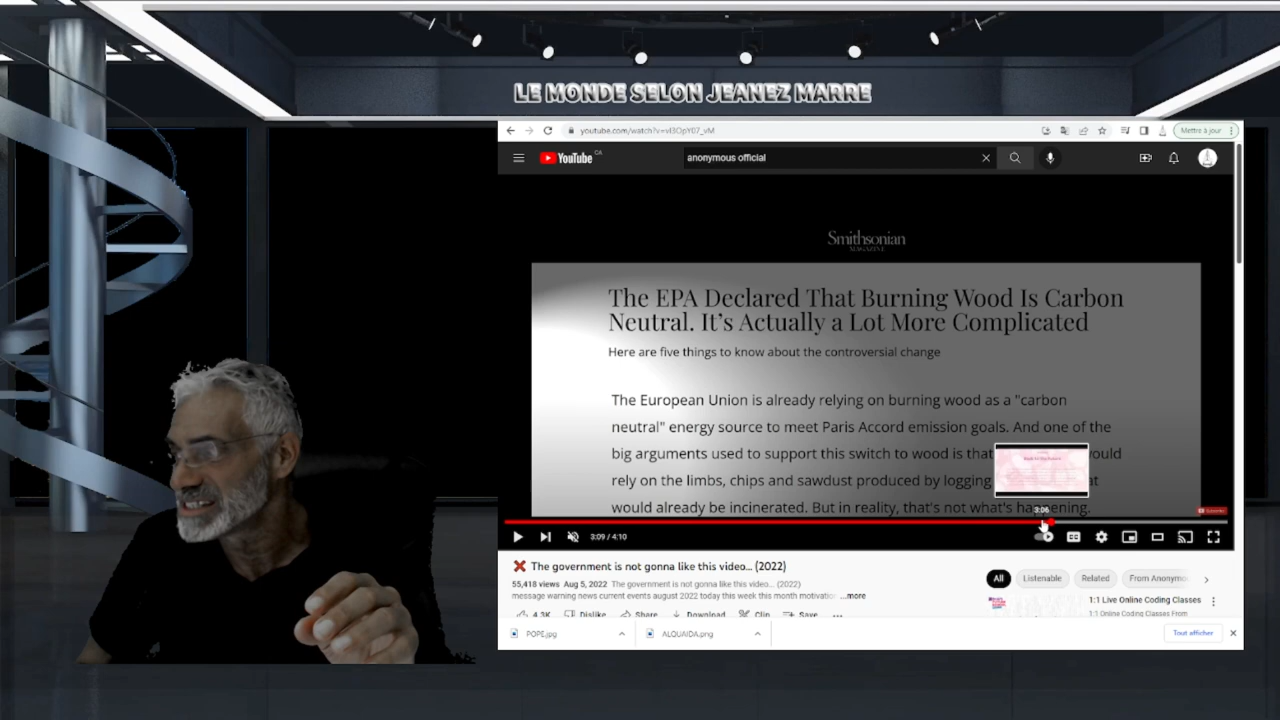 LE MONDE SELON JEANEZ MARRE
youtube.com/watch?v=vI3OpY07_vM
Mettre à jour
YouTube CA
anonymous official
Smithsonian
MAGAZINE
The EPA Declared That Burning Wood Is Carbon
Neutral. It's Actually a Lot More Complicated
Here are five things to know about the controversial change
The European Union is already relying on burning wood as a "carbon
neutral" energy source to meet Paris Accord emission goals. And one of the
big arguments used to support this switch to wood is that would
rely on the limbs, chips and sawdust produced by logging
would already be incinerated. But in reality, that's not what's happening.
3:06
Subscribe
3:09 / 4:10
CC
❌ The government is not gonna like this video... (2022)
55,418 views Aug 5, 2022 The government is not gonna like this video... (2022)
message warning news current events august 2022 today this week this month motivatio ...more
4.3K Dislike Share Download Clip Save ...
All Listenable Related From Anonymo
1:1 Live Online Coding Classes
1:1 Online Coding Classes From
POPE.jpg ALQUAIDA.png Tout afficher